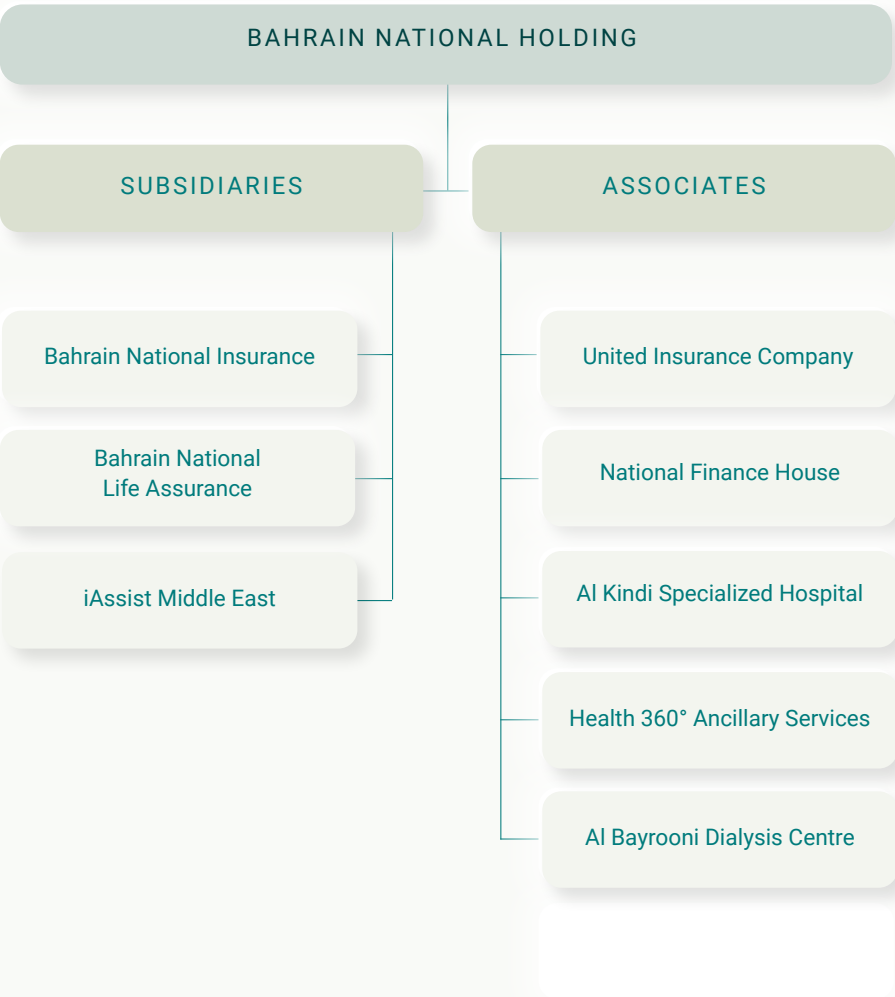 BAHRAIN NATIONAL HOLDING
SUBSIDIARIES
ASSOCIATES
Bahrain National Insurance
Bahrain National
Life Assurance
iAssist Middle East
United Insurance Company
National Finance House
Al Kindi Specialized Hospital
Health 360° Ancillary Services
Al Bayrooni Dialysis Centre